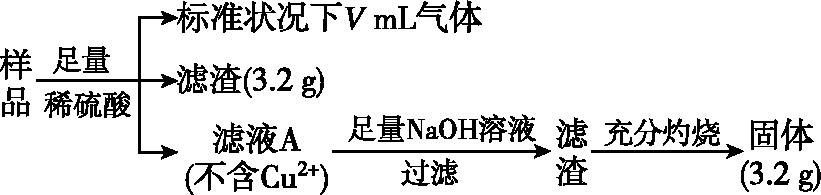 标准状况下V mL气体
样品
足量
稀硫酸
滤渣(3.2 g)
滤液A
(不含Cu²⁺)
足量NaOH溶液
过滤
滤渣
充分灼烧
固体
(3.2 g)